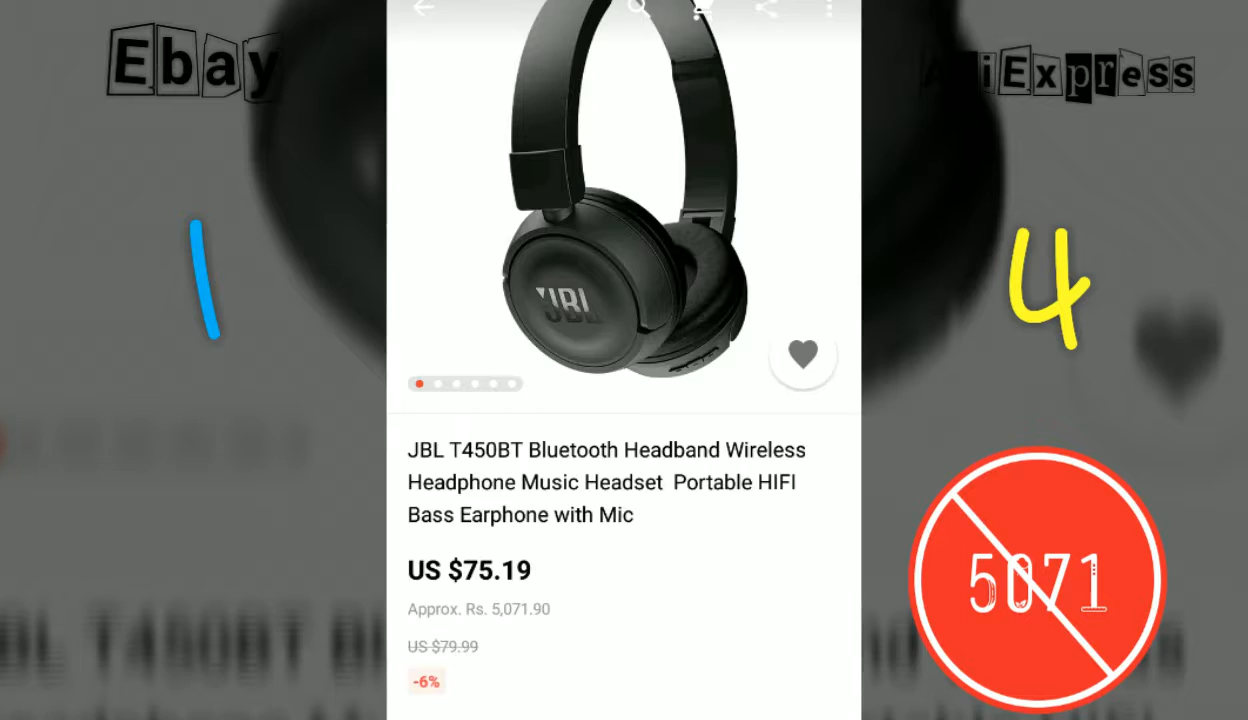 Ebay
AliExpress
1
4
JBL
JBL T450BT Bluetooth Headband Wireless
Headphone Music Headset Portable HIFI
Bass Earphone with Mic
US $75.19
Approx. Rs. 5,071.90
US $79.99
-6%
5071